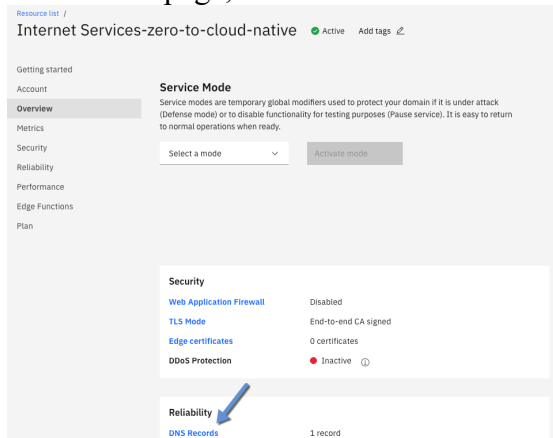 page,
Resource list /
Internet Services-zero-to-cloud-native Active Add tags
Getting started
Account
Overview
Metrics
Security
Reliability
Performance
Edge Functions
Plan
Service Mode
Service modes are temporary global modifiers used to protect your domain if it is under attack
(Defense mode) or to disable functionality for testing purposes (Pause service). It is easy to return
to normal operations when ready.
Select a mode Activate mode
Security
Web Application Firewall Disabled
TLS Mode End-to-end CA signed
Edge certificates 0 certificates
DDoS Protection Inactive
Reliability
DNS Records 1 record